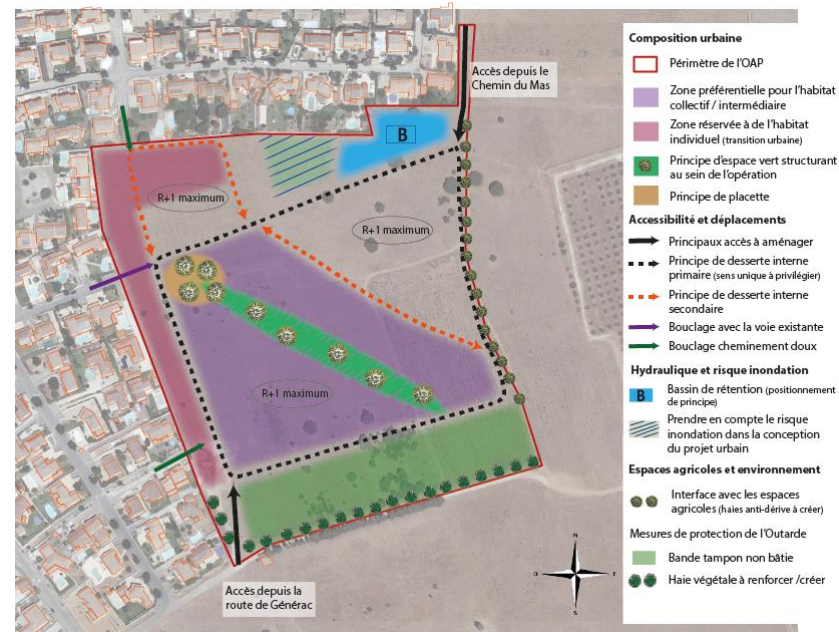 Accès depuis le
Chemin du Mas
B
R+1 maximum
R+1 maximum
R+1 maximum
R+1 maximum
Accès depuis la
route de Générac
N
O
E
S
Composition urbaine
Périmètre de l'OAP
Zone préférentielle pour l'habitat
collectif / intermédiaire
Zone réservée à de l'habitat
individuel (transition urbaine)
Principe d'espace vert structurant
au sein de l'opération
Principe de placette
Accessibilité et déplacements
Principaux accès à aménager
Principe de desserte interne
primaire (sens unique à privilégier)
Principe de desserte interne
secondaire
Bouclage avec la voie existante
Bouclage cheminement doux
Hydraulique et risque inondation
B
Bassin de rétention (positionnement
de principe)
Prendre en compte le risque
inondation dans la conception
du projet urbain
Espaces agricoles et environnement
Interface avec les espaces
agricoles (haies anti-dérive à créer)
Mesures de protection de l'Outarde
Bande tampon non bâtie
Haie végétale à renforcer /créer